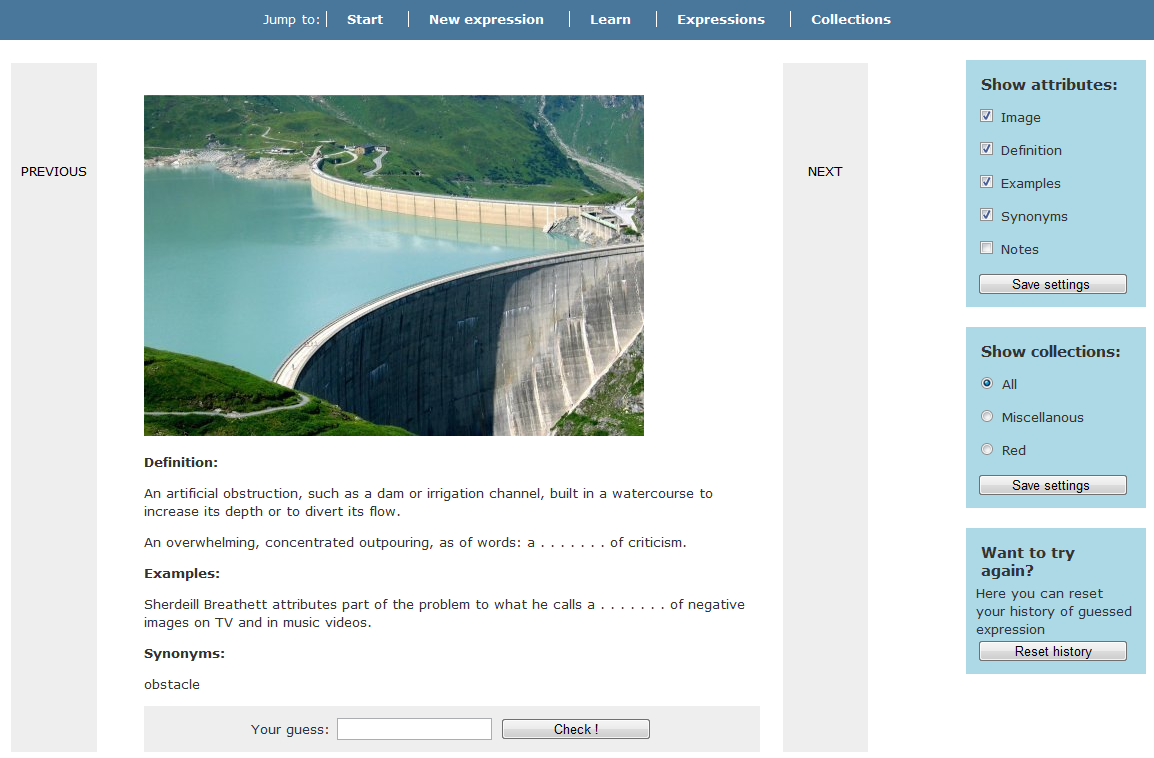 Jump to: Start New expression Learn Expressions Collections
PREVIOUS
NEXT
Definition:
An artificial obstruction, such as a dam or irrigation channel, built in a watercourse to
increase its depth or to divert its flow.
An overwhelming, concentrated outpouring, as of words: a . . . . . . . of criticism.
Examples:
Sherdeill Breathett attributes part of the problem to what he calls a . . . . . . . of negative
images on TV and in music videos.
Synonyms:
obstacle
Your guess: Check !
Show attributes:
Image
Definition
Examples
Synonyms
Notes
Save settings
Show collections:
All
Miscellanous
Red
Save settings
Want to try
again?
Here you can reset
your history of guessed
expression
Reset history